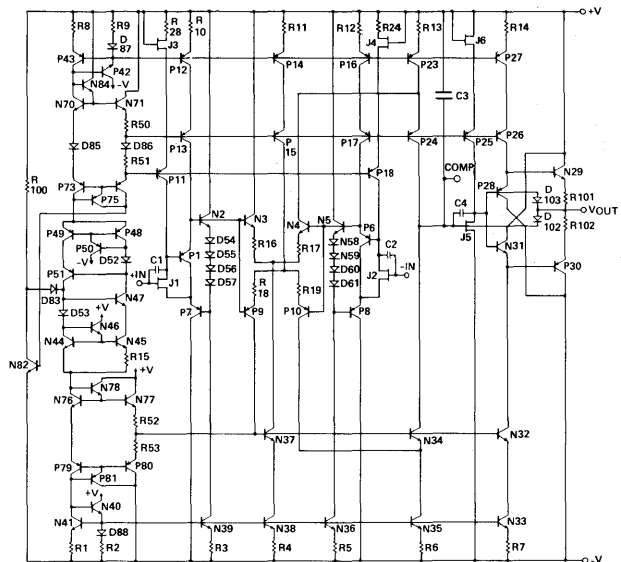 +V
R8
R9
D
87
R
28
J3
R
10
R11
R12
R24
J4
R13
J6
R14
P43
P42
N84
-V
P12
P14
P16
P23
P27
N70
N71
C3
R50
P13
P
15
P17
P24
P25
P26
D85
D86
R51
P11
P18
COMP
N29
R
100
P73
P75
P28
D
103
R101
VOUT
N2
N3
N4
N5
P6
C4
D
102
R102
P49
P48
P50
-V
D52
D54
D55
D56
D57
R16
R17
N58
N59
D60
D61
C2
-IN
J5
N31
P51
+IN
C1
P1
J1
J2
P30
D83
N47
R
18
R19
D53
+V
N46
P7
P9
P10
P8
N82
N44
N45
R15
N78
+V
N76
N77
R52
R53
N37
N34
N32
P79
P80
P81
+V
N40
N41
D88
N39
N38
N36
N35
N33
R1
R2
R3
R4
R5
R6
R7
-V